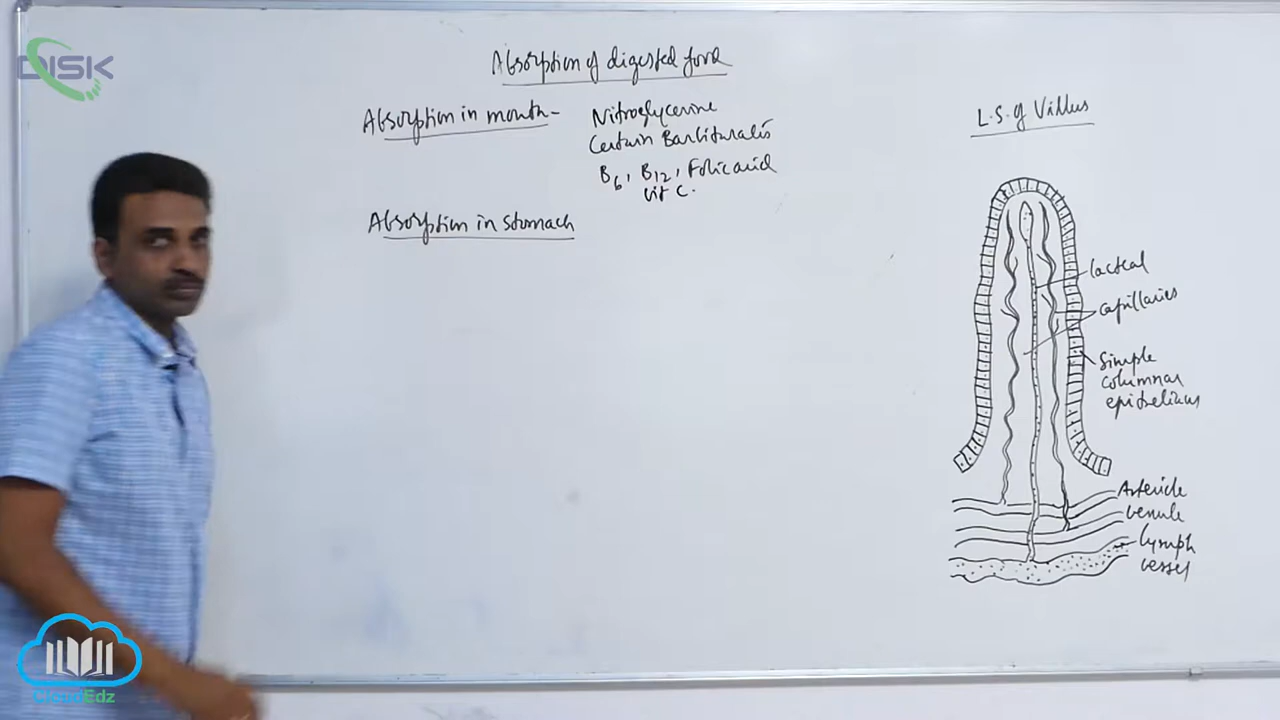 DISK
Absorption of digested food
Absorption in mouth-
Nitroglycerine
Certain Barbiturates
B6, B12, Folic acid
vit C.
Absorption in stomach
L.S. of Villus
lacteal
capillaries
Simple
columnar
epithelium
Arteriole
venule
lymph
vessel
CloudEdz